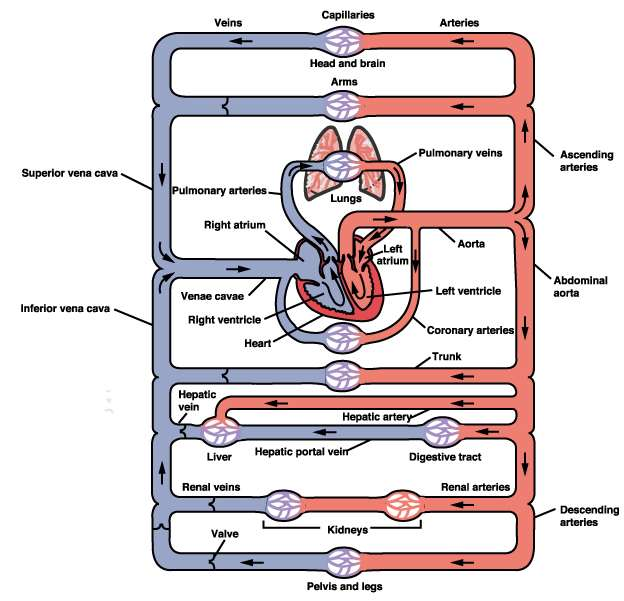 Capillaries
Veins
Arteries
Head and brain
Arms
Ascending
arteries
Pulmonary veins
Superior vena cava
Pulmonary arteries
Lungs
Right atrium
Aorta
Left
atrium
Abdominal
aorta
Venae cavae
Left ventricle
Inferior vena cava
Right ventricle
Coronary arteries
Heart
Trunk
Hepatic
vein
Hepatic artery
Hepatic portal vein
Liver
Digestive tract
Renal veins
Renal arteries
Kidneys
Descending
arteries
Valve
Pelvis and legs